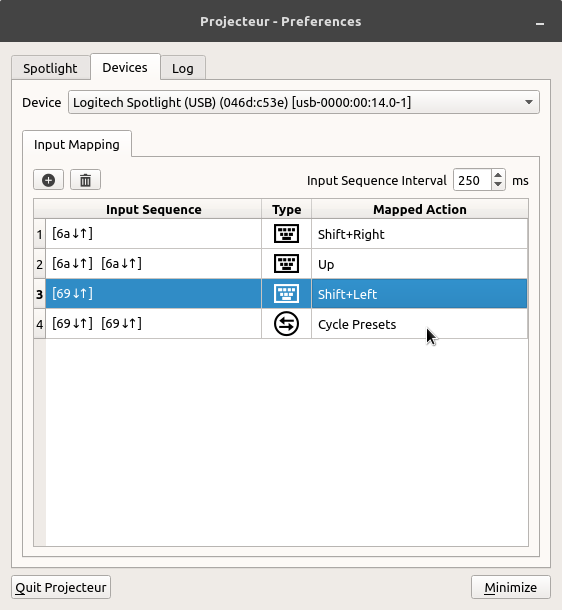 Projecteur - Preferences
Spotlight Devices Log
Device Logitech Spotlight (USB) (046d:c53e) [usb-0000:00:14.0-1]
Input Mapping
Input Sequence Interval 250 ms
Input Sequence Type Mapped Action
1 [6a↓↑] Shift+Right
2 [6a↓↑] [6a↓↑] Up
3 [69↓↑] Shift+Left
4 [69↓↑] [69↓↑] Cycle Presets
Quit Projecteur Minimize